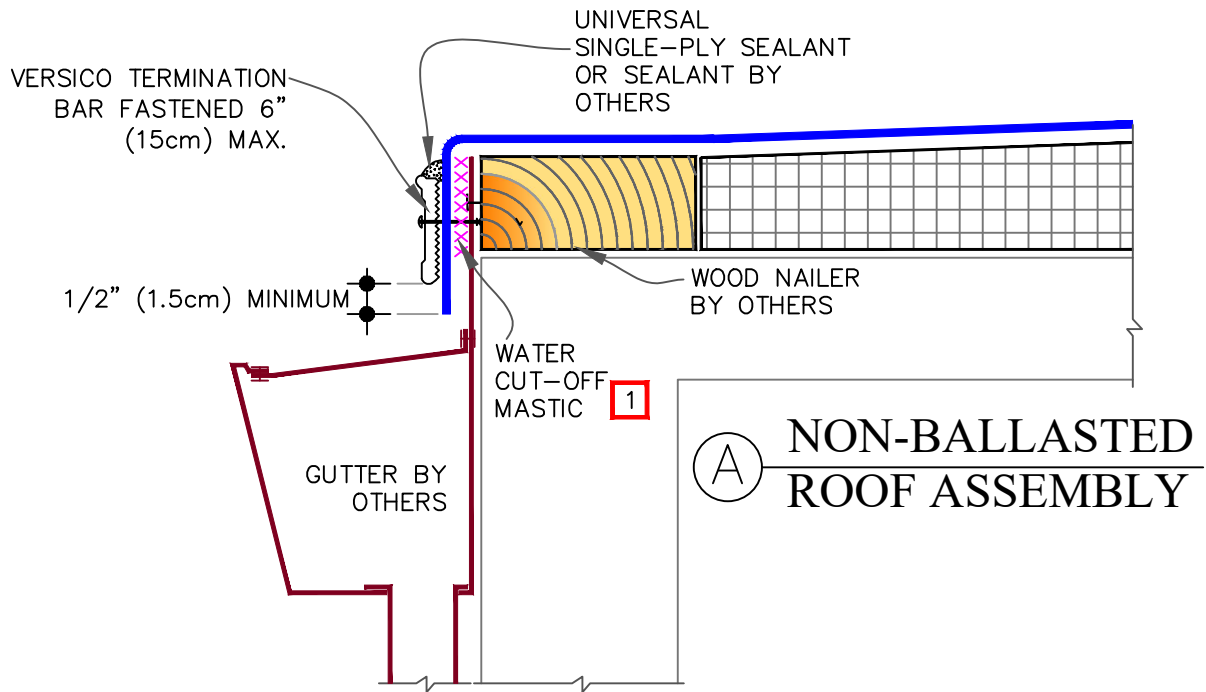 UNIVERSAL
SINGLE-PLY SEALANT
OR SEALANT BY
OTHERS
VERSICO TERMINATION
BAR FASTENED 6"
(15cm) MAX.
1/2" (1.5cm) MINIMUM
WOOD NAILER
BY OTHERS
WATER
CUT-OFF
MASTIC 1
GUTTER BY
OTHERS
A NON-BALLASTED
ROOF ASSEMBLY